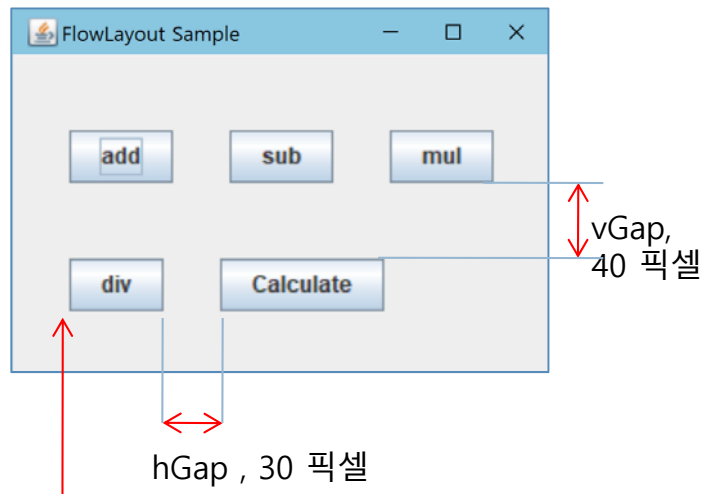 FlowLayout Sample
add
sub
mul
vGap,
40 픽셀
div
Calculate
hGap , 30 픽셀